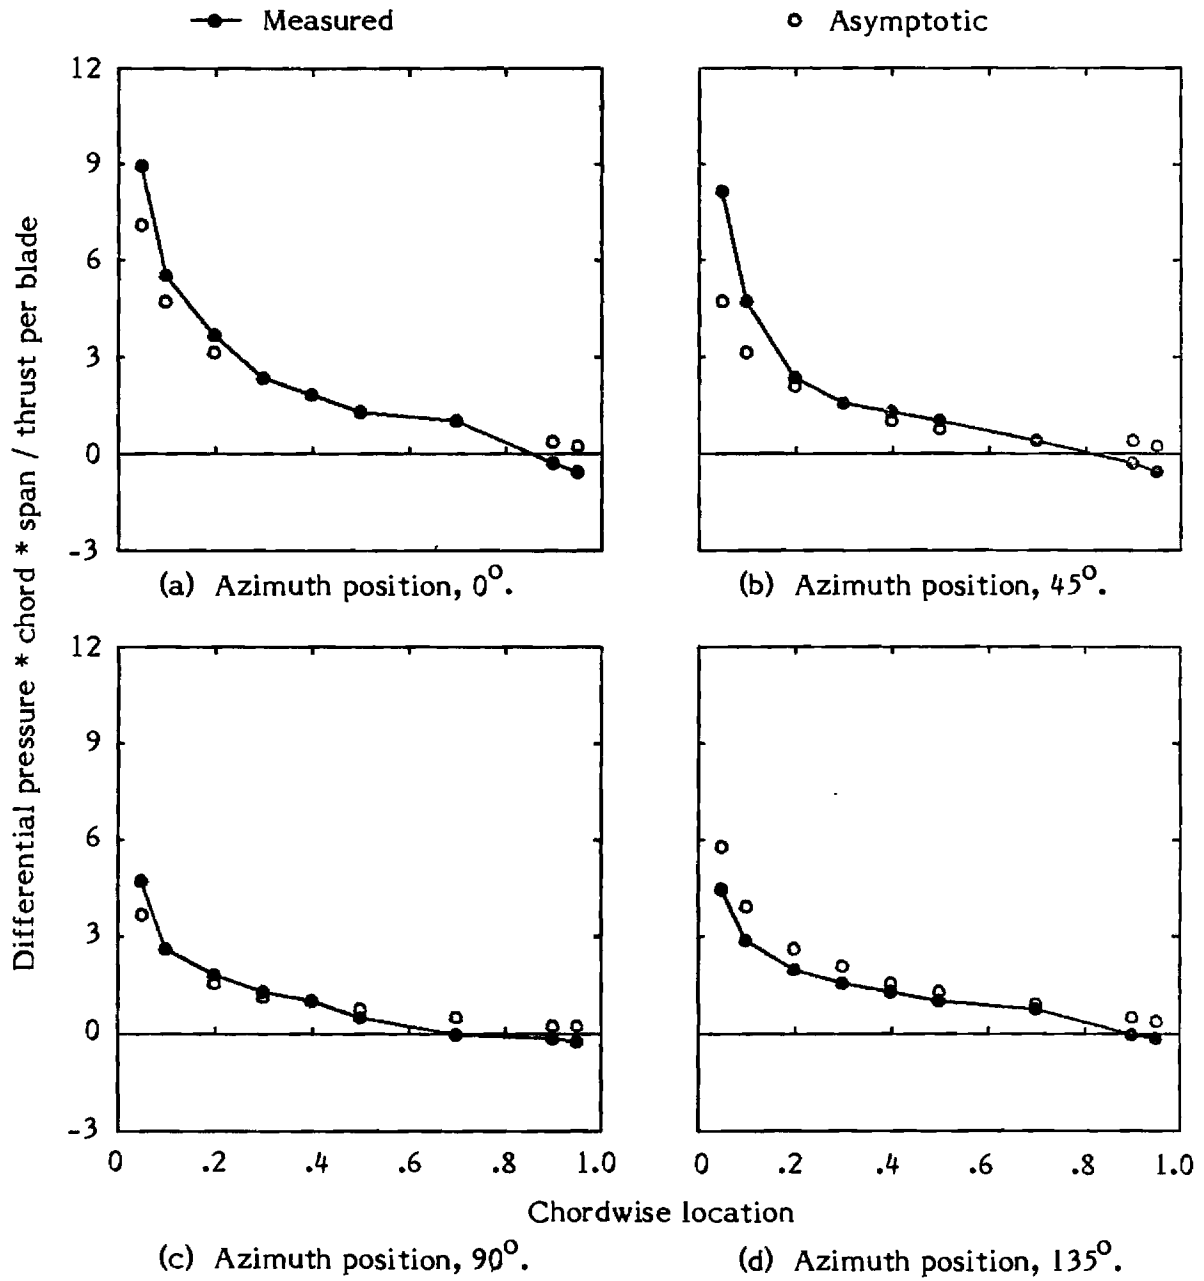 Measured
Asymptotic
12
9
6
3
0
-3
(a) Azimuth position, 0°.
(b) Azimuth position, 45°.
Differential pressure * chord * span / thrust per blade
12
9
6
3
0
-3
0 .2 .4 .6 .8 1.0
0 .2 .4 .6 .8 1.0
Chordwise location
(c) Azimuth position, 90°.
(d) Azimuth position, 135°.